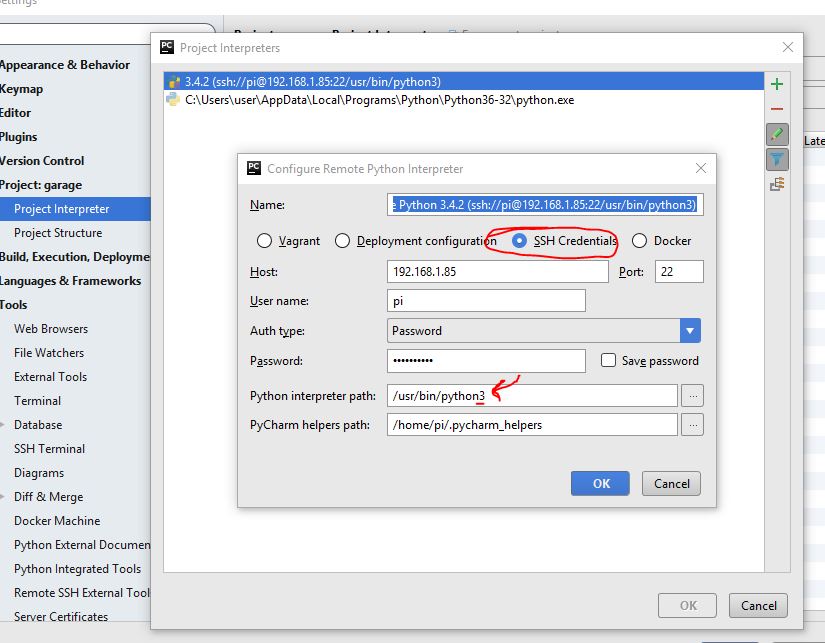 Settings
Appearance & Behavior
Keymap
Editor
Plugins
Version Control
Project: garage
Project Interpreter
Project Structure
Build, Execution, Deployme
Languages & Frameworks
Tools
Web Browsers
File Watchers
External Tools
Terminal
Database
SSH Terminal
Diagrams
Diff & Merge
Docker Machine
Python External Documen
Python Integrated Tools
Remote SSH External Tool
Server Certificates
PC Project Interpreters
3.4.2 (ssh://pi@192.168.1.85:22/usr/bin/python3)
C:\Users\user\AppData\Local\Programs\Python\Python36-32\python.exe
Late
PC Configure Remote Python Interpreter
Name: e Python 3.4.2 (ssh://pi@192.168.1.85:22/usr/bin/python3)
Vagrant Deployment configuration SSH Credentials Docker
Host: 192.168.1.85 Port: 22
User name: pi
Auth type: Password
Password: •••••••••• Save password
Python interpreter path: /usr/bin/python3 ...
PyCharm helpers path: /home/pi/.pycharm_helpers ...
OK Cancel
OK Cancel